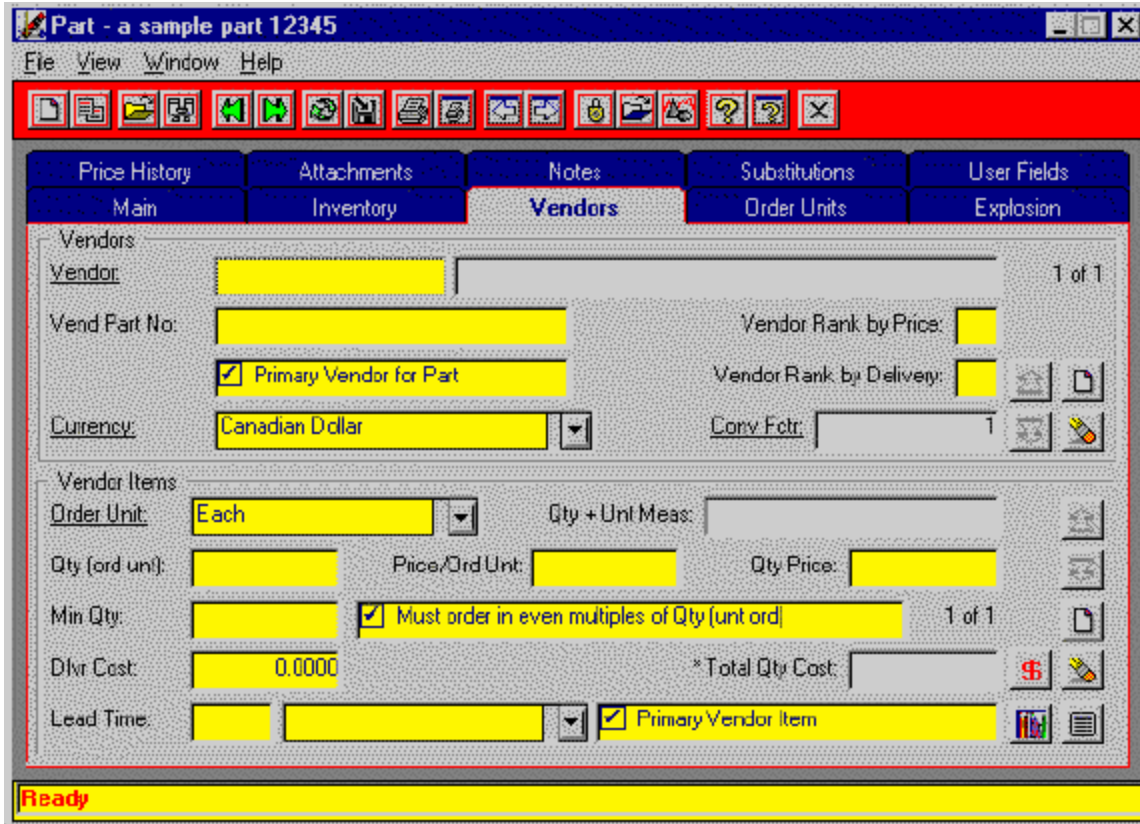 Part - a sample part 12345
File View Window Help
Price History Attachments Notes Substitutions User Fields
Main Inventory Vendors Order Units Explosion
Vendors
Vendor: 1 of 1
Vend Part No: Vendor Rank by Price:
Primary Vendor for Part Vendor Rank by Delivery:
Currency: Canadian Dollar Conv Fctr: 1
Vendor Items
Order Unit: Each Qty + Unt Meas:
Qty (ord unt): Price/Ord Unt: Qty Price:
Min Qty: Must order in even multiples of Qty (unt ord) 1 of 1
Dlvr Cost: 0.0000 * Total Qty Cost: $
Lead Time: Primary Vendor Item
Ready